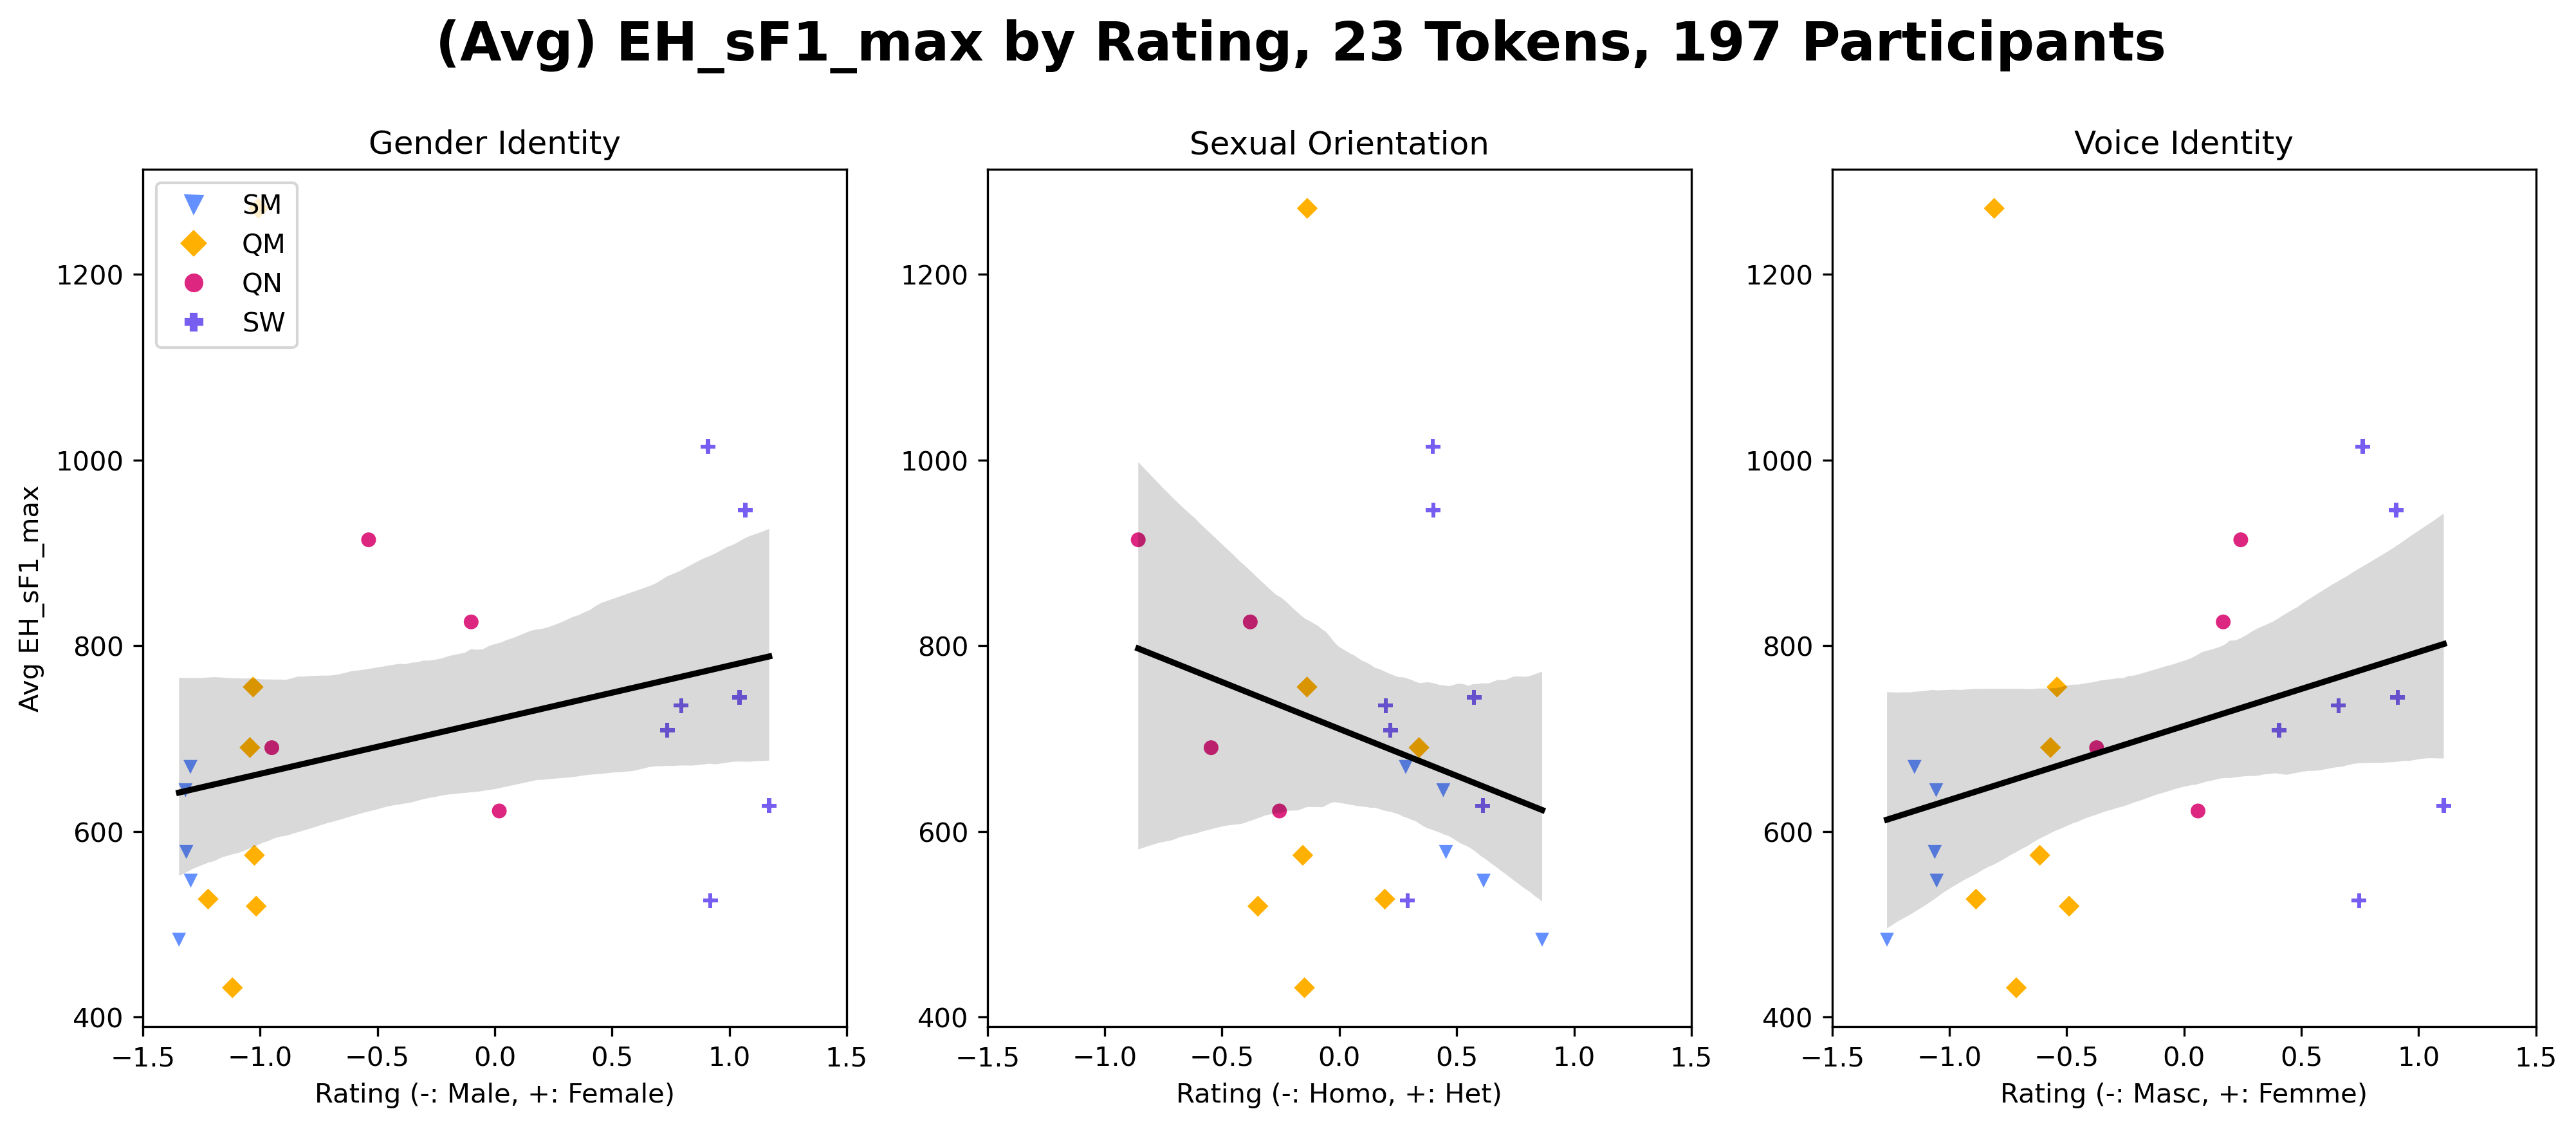 (Avg) EH_sF1_max by Rating, 23 Tokens, 197 Participants
Gender Identity
SM
QM
QN
SW
1200
1000
800
600
400
Avg EH_sF1_max
−1.5 −1.0 −0.5 0.0 0.5 1.0 1.5
Rating (-: Male, +: Female)
Sexual Orientation
1200
1000
800
600
400
−1.5 −1.0 −0.5 0.0 0.5 1.0 1.5
Rating (-: Homo, +: Het)
Voice Identity
1200
1000
800
600
400
−1.5 −1.0 −0.5 0.0 0.5 1.0 1.5
Rating (-: Masc, +: Femme)